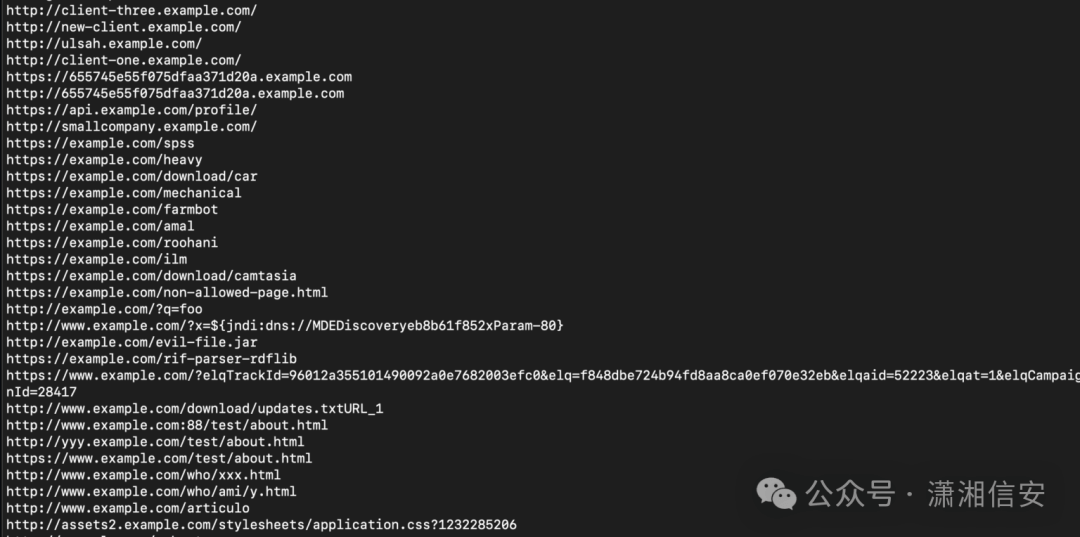 http://client-three.example.com/
http://new-client.example.com/
http://ulsah.example.com/
http://client-one.example.com/
https://655745e55f075dfaa371d20a.example.com
http://655745e55f075dfaa371d20a.example.com
https://api.example.com/profile/
http://smallcompany.example.com/
https://example.com/spss
https://example.com/heavy
https://example.com/download/car
https://example.com/mechanical
https://example.com/farmbot
https://example.com/amal
https://example.com/roohani
https://example.com/ilm
https://example.com/download/camtasia
https://example.com/non-allowed-page.html
http://example.com/?q=foo
http://www.example.com/?x=${jndi:dns://MDEDiscoveryeb8b61f852xParam-80}
http://example.com/evil-file.jar
https://example.com/rif-parser-rdflib
https://www.example.com/?elqTrackId=96012a355101490092a0e7682003efc0&elq=f848dbe724b94fd8aa8ca0ef070e32eb&elqaid=52223&elqat=1&elqCampaig
nId=28417
http://www.example.com/download/updates.txtURL_1
http://www.example.com:88/test/about.html
http://yyy.example.com/test/about.html
https://www.example.com/test/about.html
http://www.example.com/who/xxx.html
http://www.example.com/who/ami/y.html
http://www.example.com/articulo
http://assets2.example.com/stylesheets/application.css?1232285206
公众号 · 潇湘信安